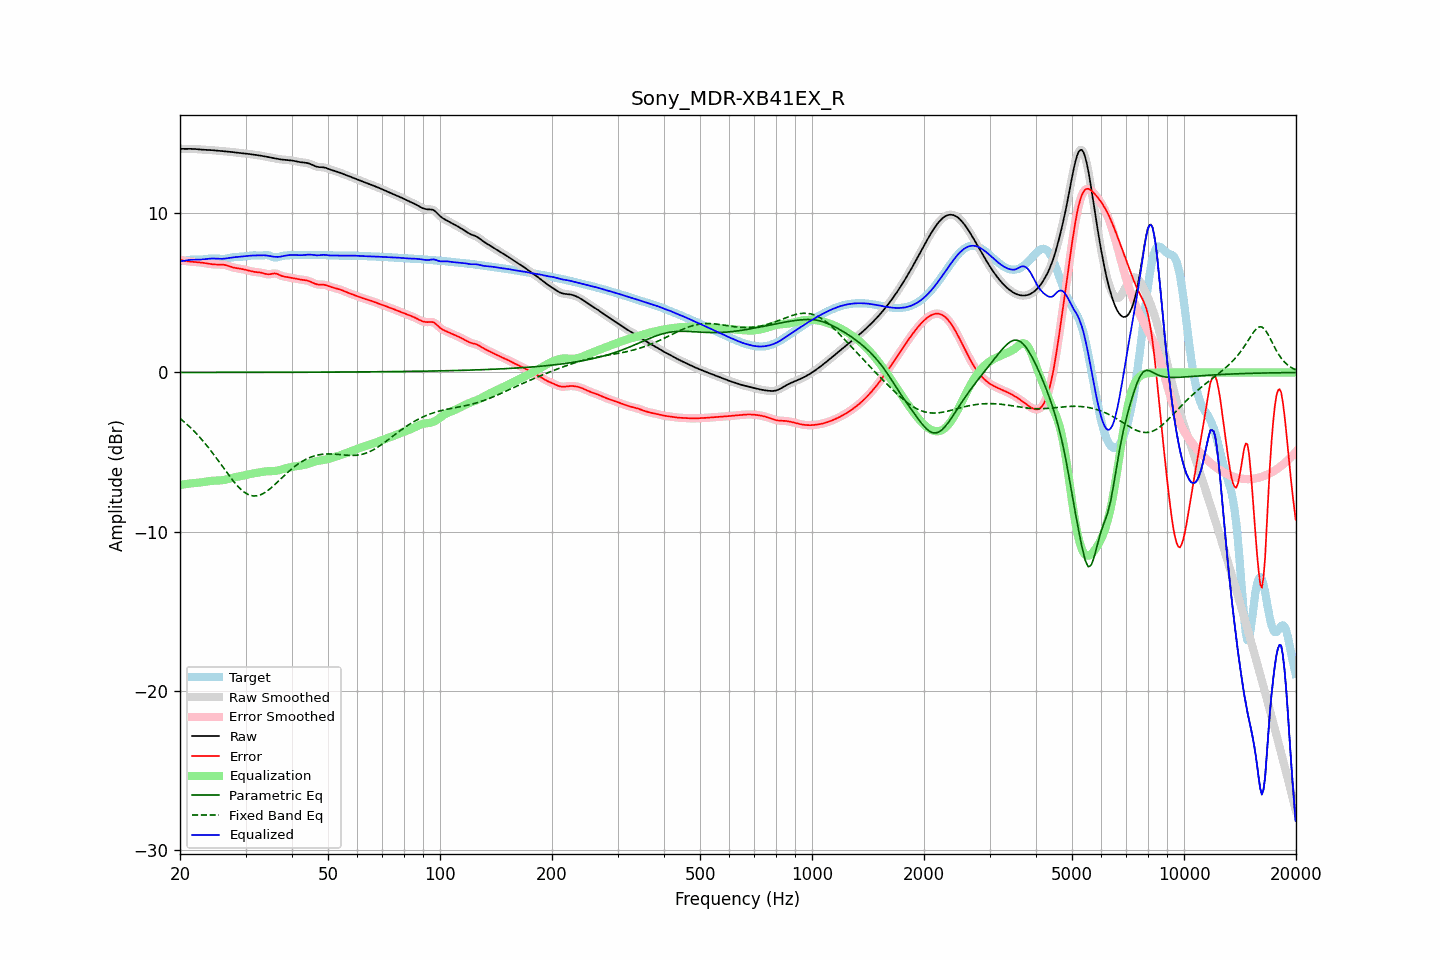 Sony_MDR-XB41EX_R
Amplitude (dBr)
10
0
−10
−20
−30
Target
Raw Smoothed
Error Smoothed
Raw
Error
Equalization
Parametric Eq
Fixed Band Eq
Equalized
20 50 100 200 500 1000 2000 5000 10000 20000
Frequency (Hz)